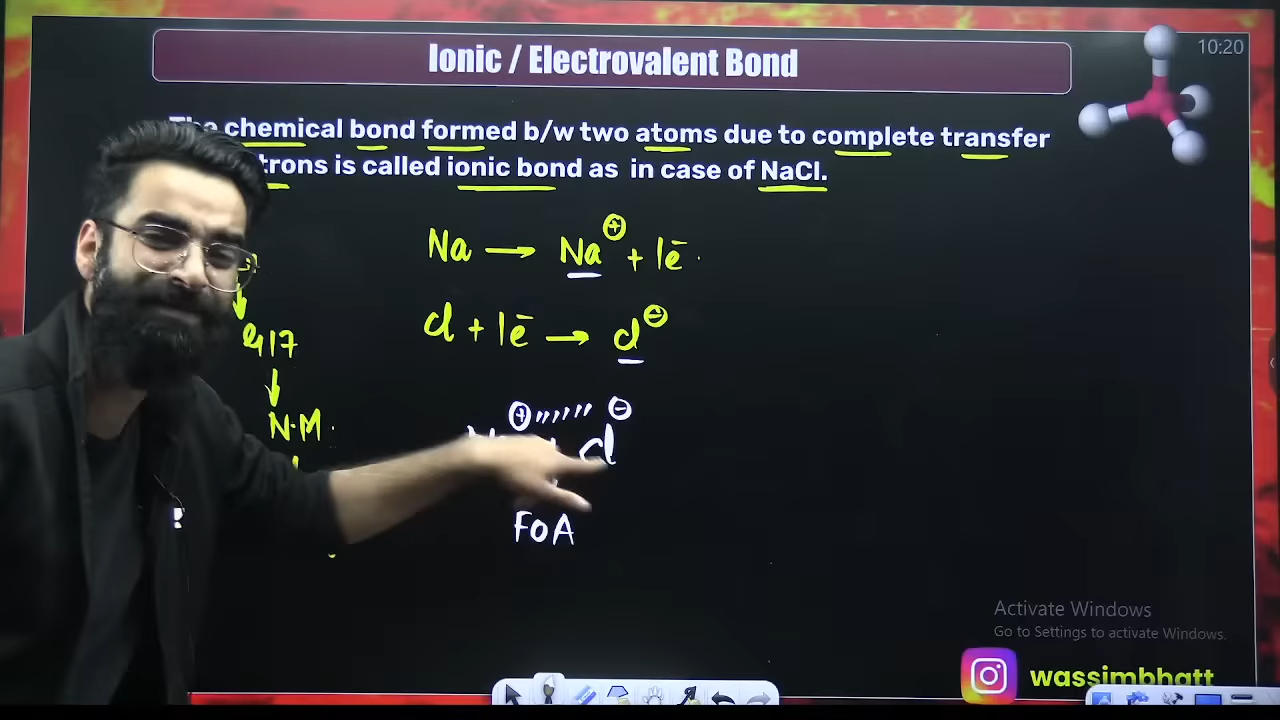 Ionic / Electrovalent Bond
10:20
The chemical bond formed b/w two atoms due to complete transfer
trons is called ionic bond as in case of NaCl.
Na → Na⊕ + 1e⁻
Cl + 1e⁻ → Cl⊖
G17
N.M.
⊕ ⊖
Cl
FOA
Activate Windows
Go to Settings to activate Windows.
wassimbhatt